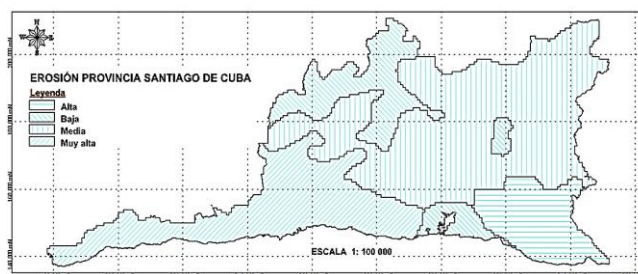 N
W E
S
EROSIÓN PROVINCIA SANTIAGO DE CUBA
Leyenda
Alta
Baja
Media
Muy alta
ESCALA 1: 100 000